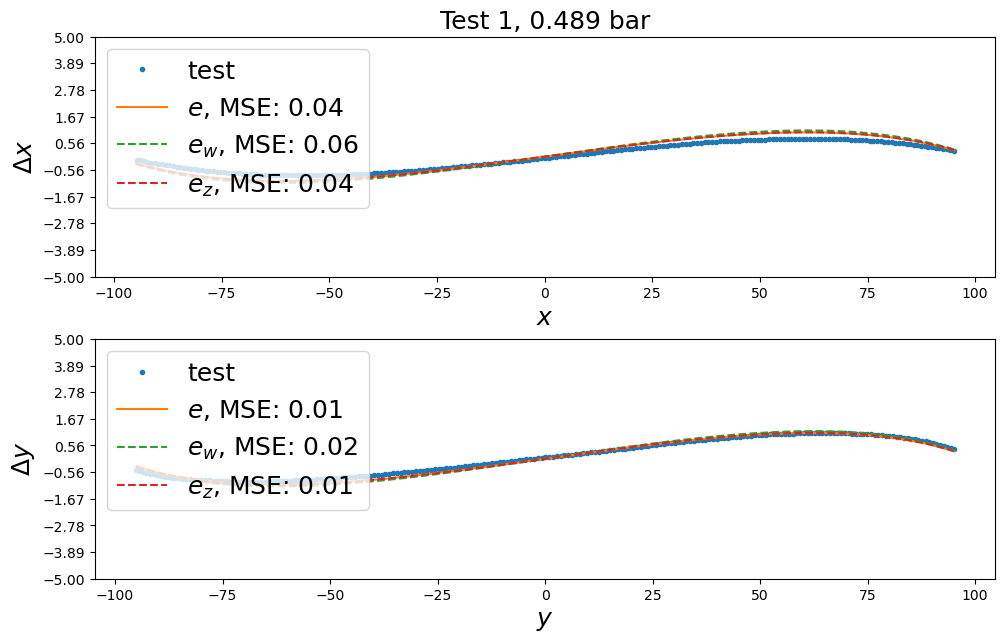 Test 1, 0.489 bar
5.00
3.89
2.78
1.67
0.56
−0.56
−1.67
−2.78
−3.89
−5.00
Δx
test
e, MSE: 0.04
e_w, MSE: 0.06
e_z, MSE: 0.04
−100 −75 −50 −25 0 25 50 75 100
x
5.00
3.89
2.78
1.67
0.56
−0.56
−1.67
−2.78
−3.89
−5.00
Δy
test
e, MSE: 0.01
e_w, MSE: 0.02
e_z, MSE: 0.01
−100 −75 −50 −25 0 25 50 75 100
y